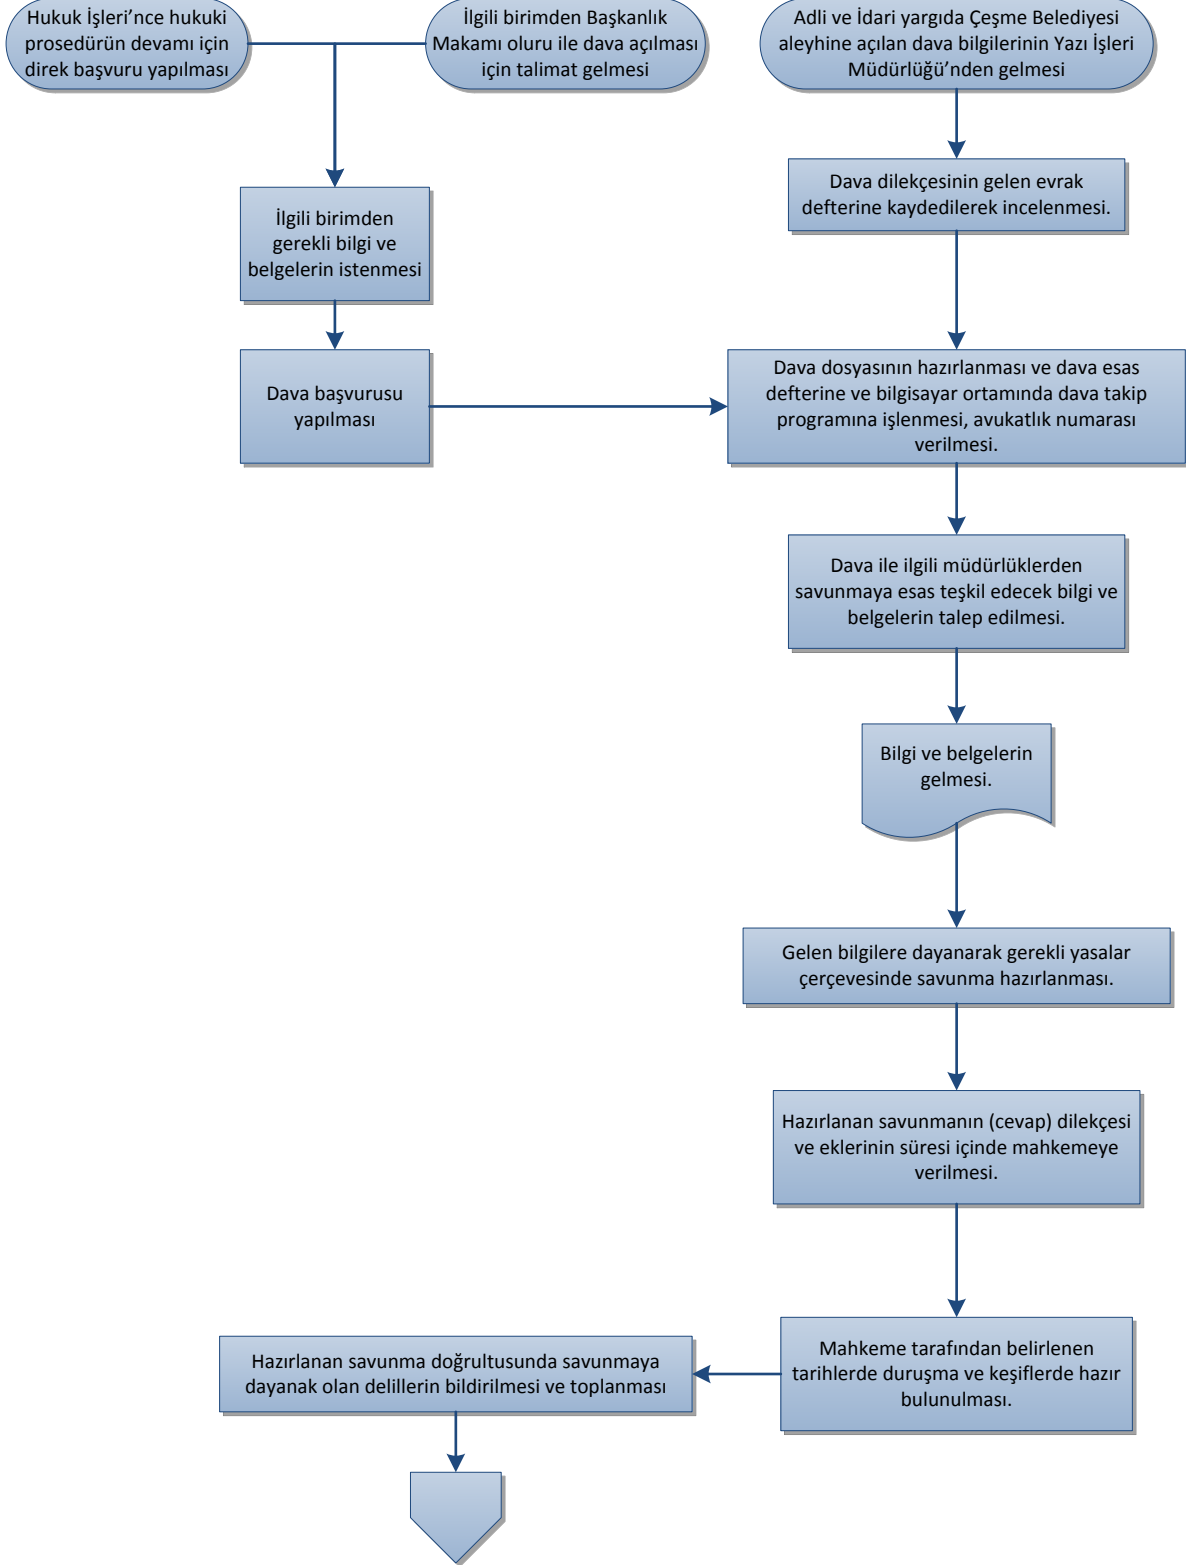 Hukuk İşleri’nce hukuki
prosedürün devamı için
direk başvuru yapılması
İlgili birimden Başkanlık
Makamı oluru ile dava açılması
için talimat gelmesi
Adli ve İdari yargıda Çeşme Belediyesi
aleyhine açılan dava bilgilerinin Yazı İşleri
Müdürlüğü’nden gelmesi
İlgili birimden
gerekli bilgi ve
belgelerin istenmesi
Dava dilekçesinin gelen evrak
defterine kaydedilerek incelenmesi.
Dava başvurusu
yapılması
Dava dosyasının hazırlanması ve dava esas
defterine ve bilgisayar ortamında dava takip
programına işlenmesi, avukatlık numarası
verilmesi.
Dava ile ilgili müdürlüklerden
savunmaya esas teşkil edecek bilgi ve
belgelerin talep edilmesi.
Bilgi ve belgelerin
gelmesi.
Gelen bilgilere dayanarak gerekli yasalar
çerçevesinde savunma hazırlanması.
Hazırlanan savunmanın (cevap) dilekçesi
ve eklerinin süresi içinde mahkemeye
verilmesi.
Mahkeme tarafından belirlenen
tarihlerde duruşma ve keşiflerde hazır
bulunulması.
Hazırlanan savunma doğrultusunda savunmaya
dayanak olan delillerin bildirilmesi ve toplanması